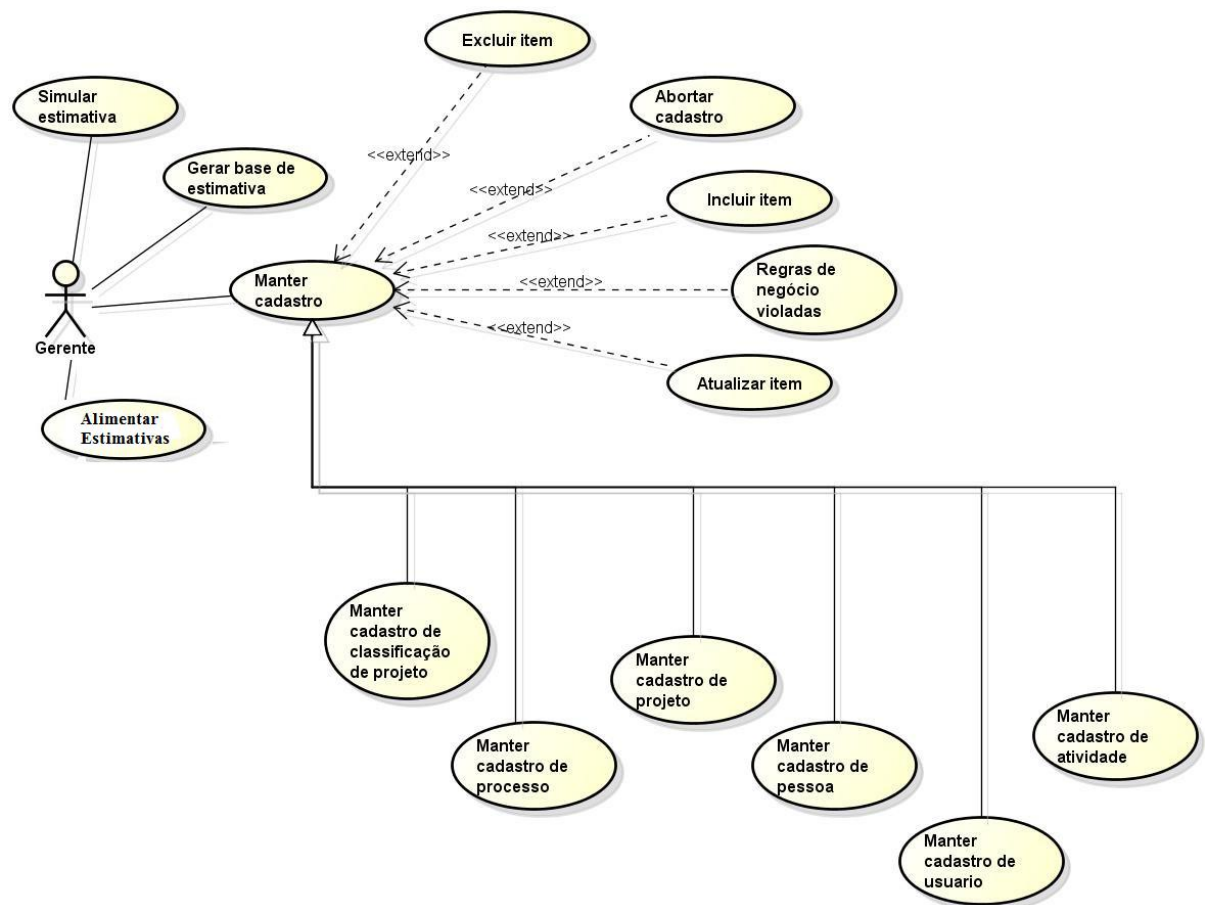 Excluir item
Simular
estimativa
Abortar
cadastro
<<extend>>
Gerar base de
estimativa
<<extend>>
Incluir item
<<extend>>
Regras de
negócio
violadas
<<extend>>
Manter
cadastro
<<extend>>
Gerente
Atualizar item
Alimentar
Estimativas
Manter
cadastro de
classificação
de projeto
Manter
cadastro de
projeto
Manter
cadastro de
processo
Manter
cadastro de
pessoa
Manter
cadastro de
atividade
Manter
cadastro de
usuario